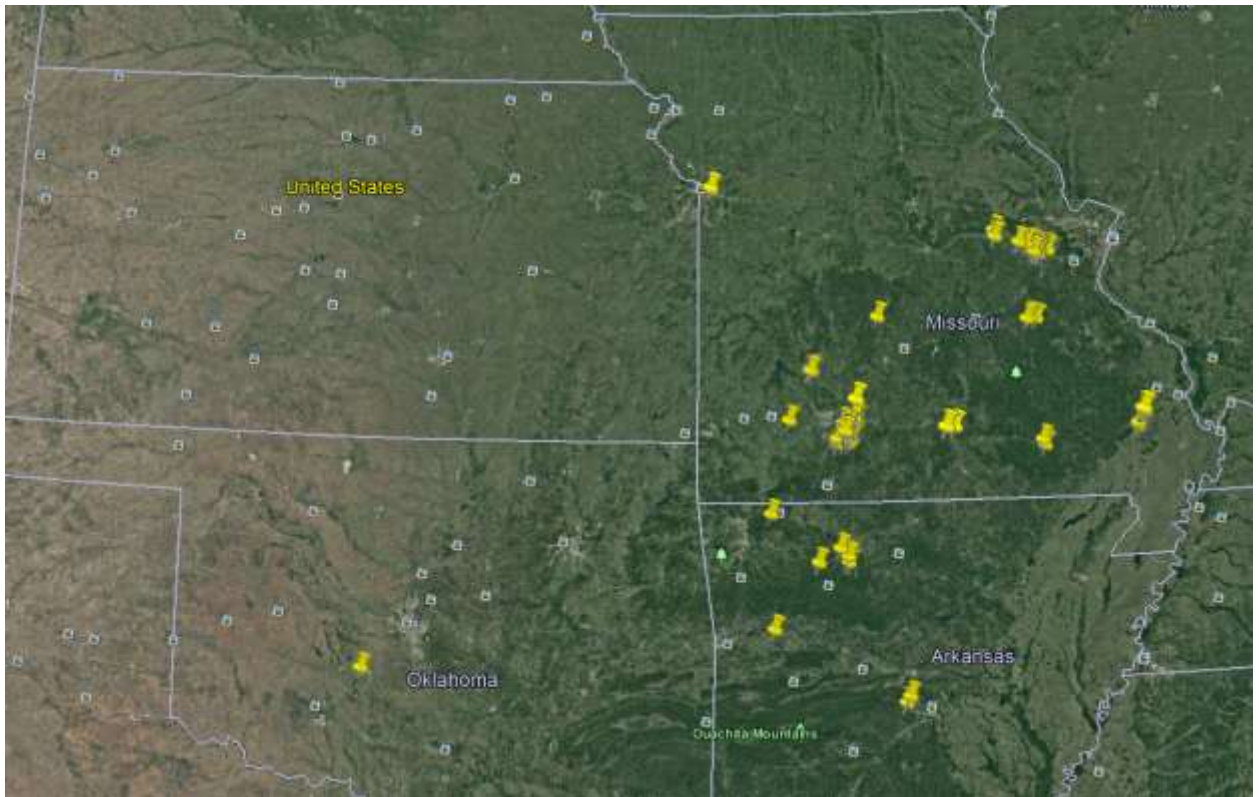 United States
Missouri
Arkansas
Oklahoma
Ouachita Mountains